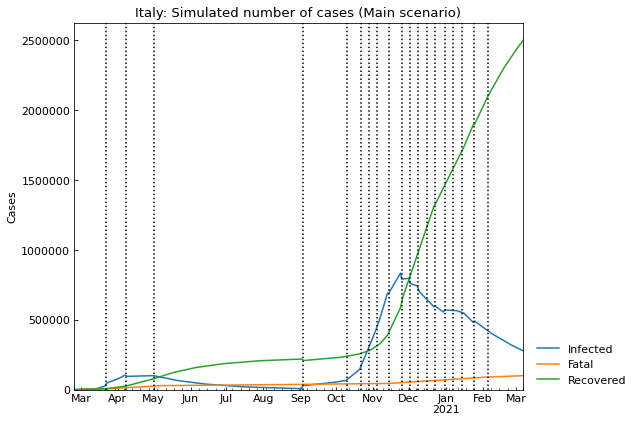 Italy: Simulated number of cases (Main scenario)
2500000
2000000
1500000
1000000
500000
0
Cases
Mar Apr May Jun Jul Aug Sep Oct Nov Dec Jan Feb Mar
2021
Infected
Fatal
Recovered